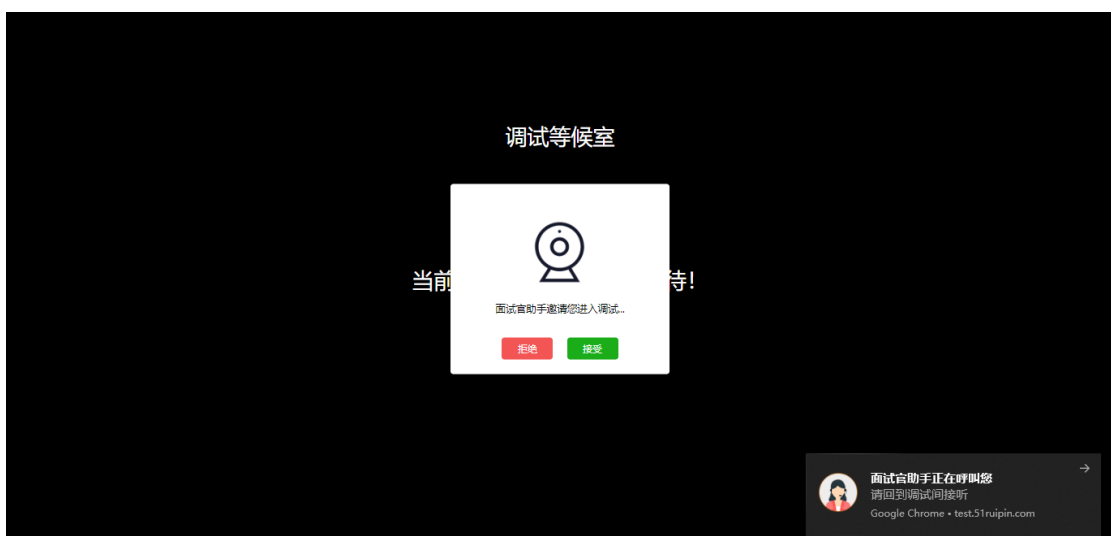 调试等候室
当前
待!
面试官助手邀请您进入调试...
拒绝
接受
面试官助手正在呼叫您
请回到调试间接听
Google Chrome • test.51ruipin.com